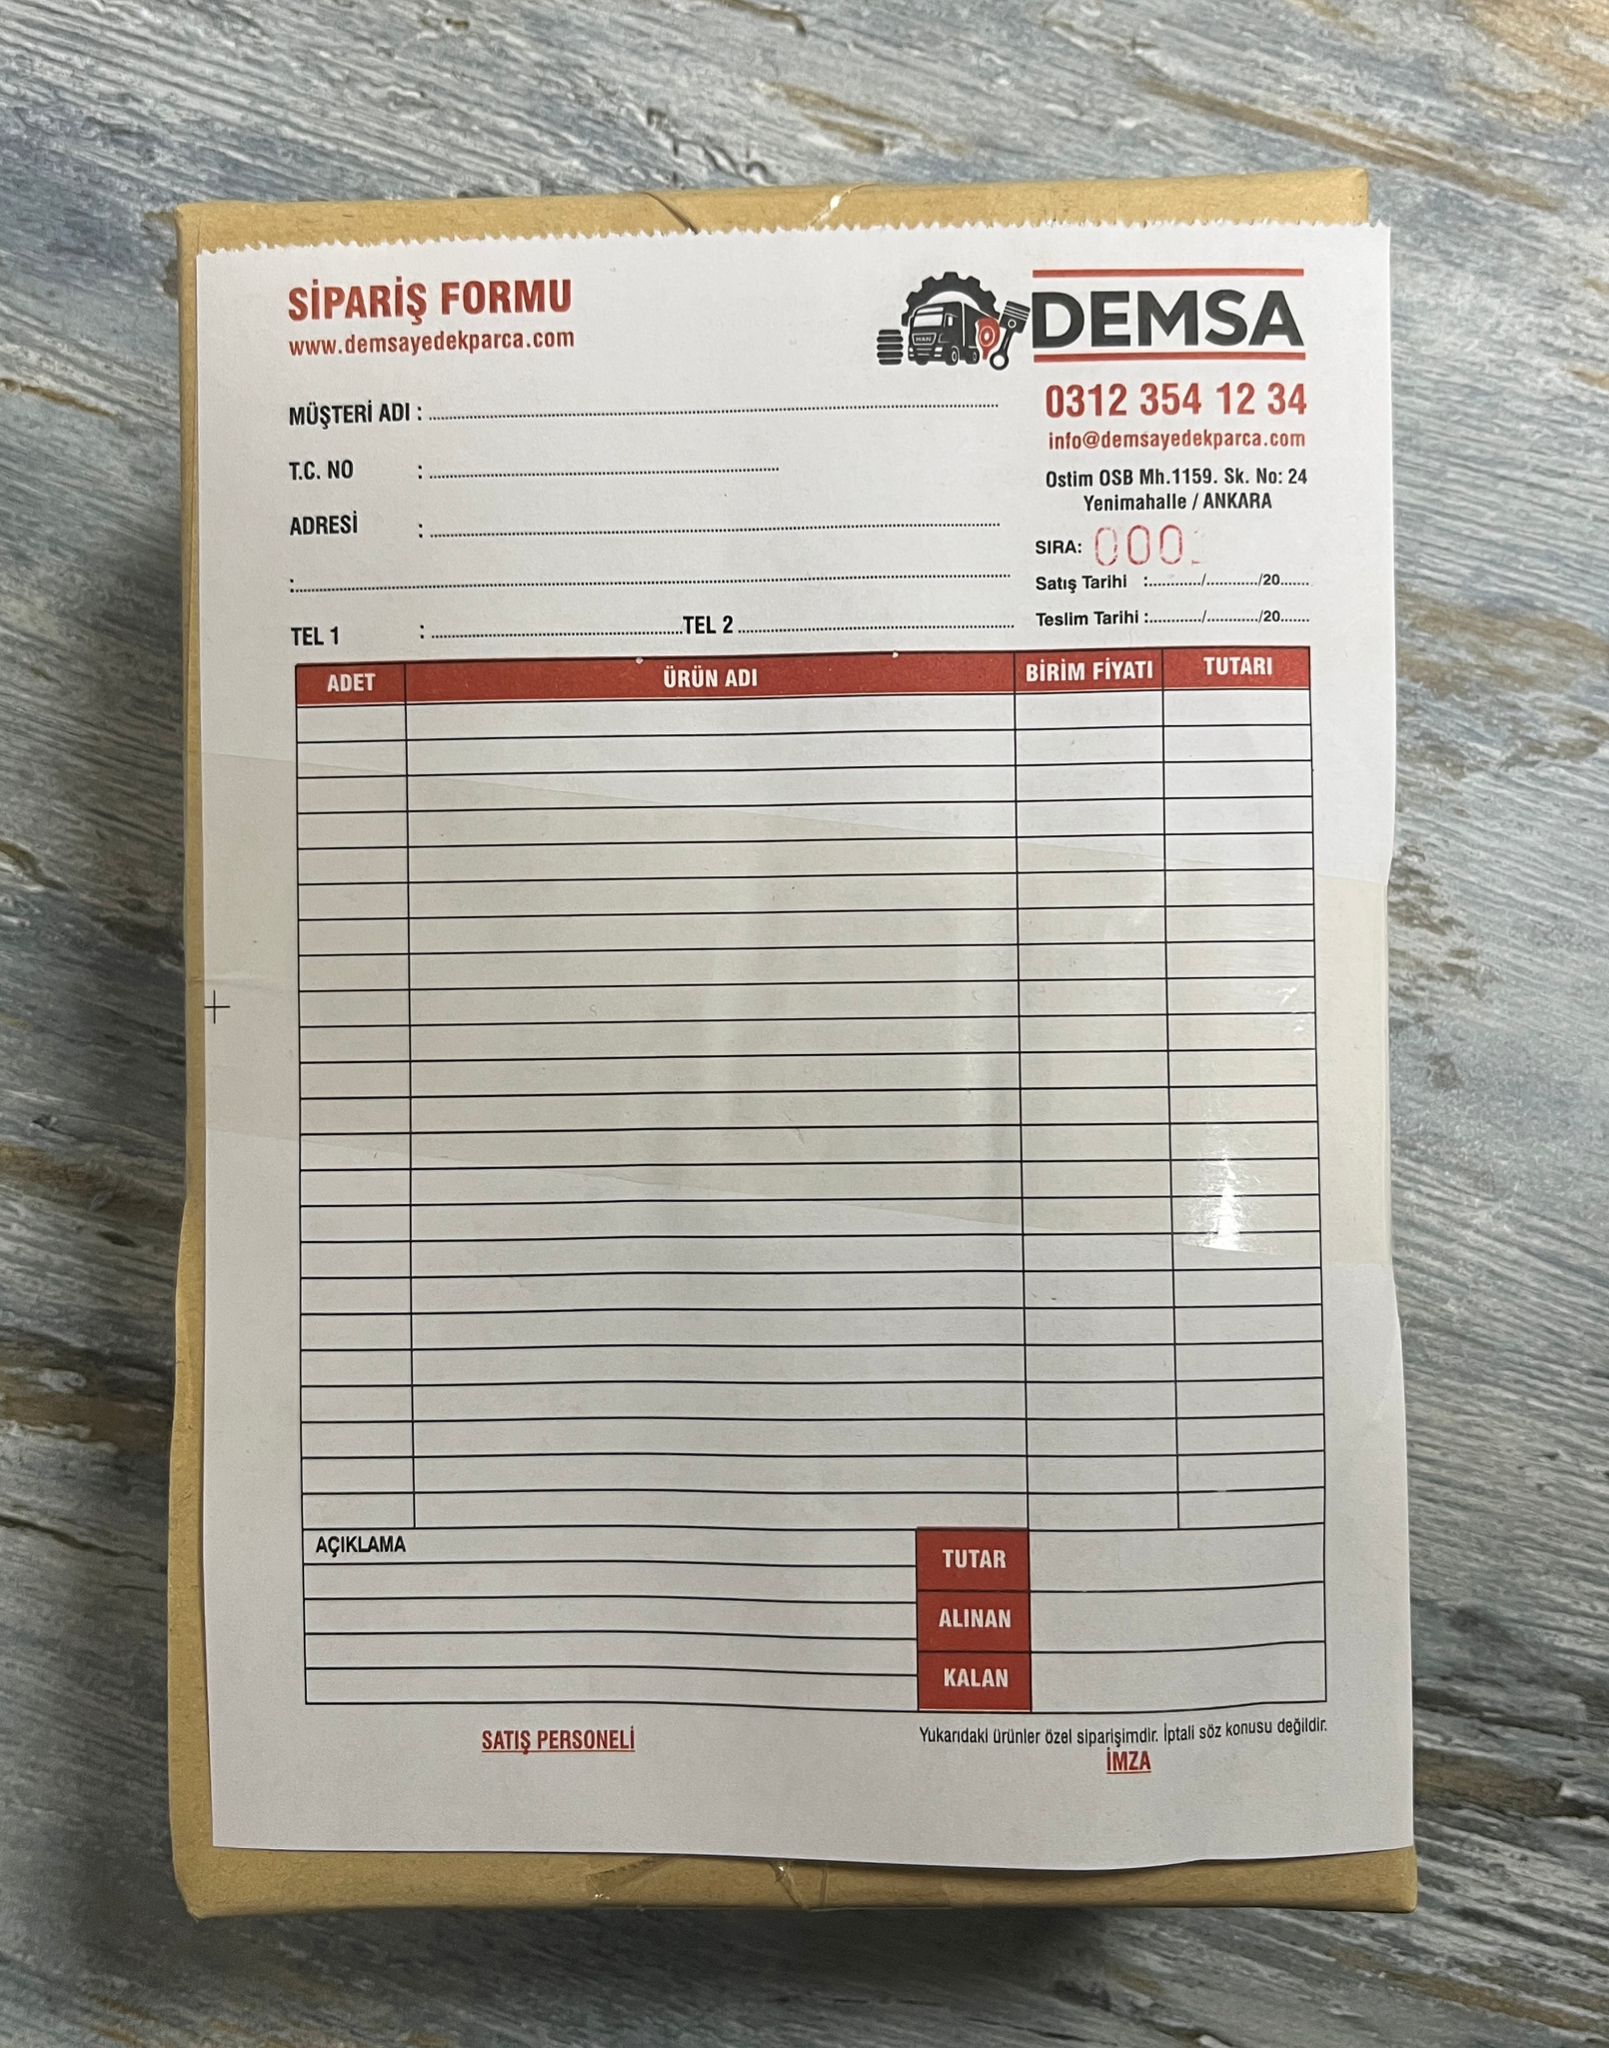 SİPARİŞ FORMU
www.demsayedekparca.com
MAN
DEMSA
0312 354 12 34
info@demsayedekparca.com
Ostim OSB Mh.1159. Sk. No: 24
Yenimahalle / ANKARA
MÜŞTERİ ADI :
T.C. NO :
ADRESİ :
:
TEL 1 : TEL 2
SIRA: 000
Satış Tarihi :.........../.........../20......
Teslim Tarihi :.........../.........../20......
ADET ÜRÜN ADI BİRİM FİYATI TUTARI
AÇIKLAMA
TUTAR
ALINAN
KALAN
SATIŞ PERSONELİ
Yukarıdaki ürünler özel siparişimdir. İptali söz konusu değildir.
İMZA